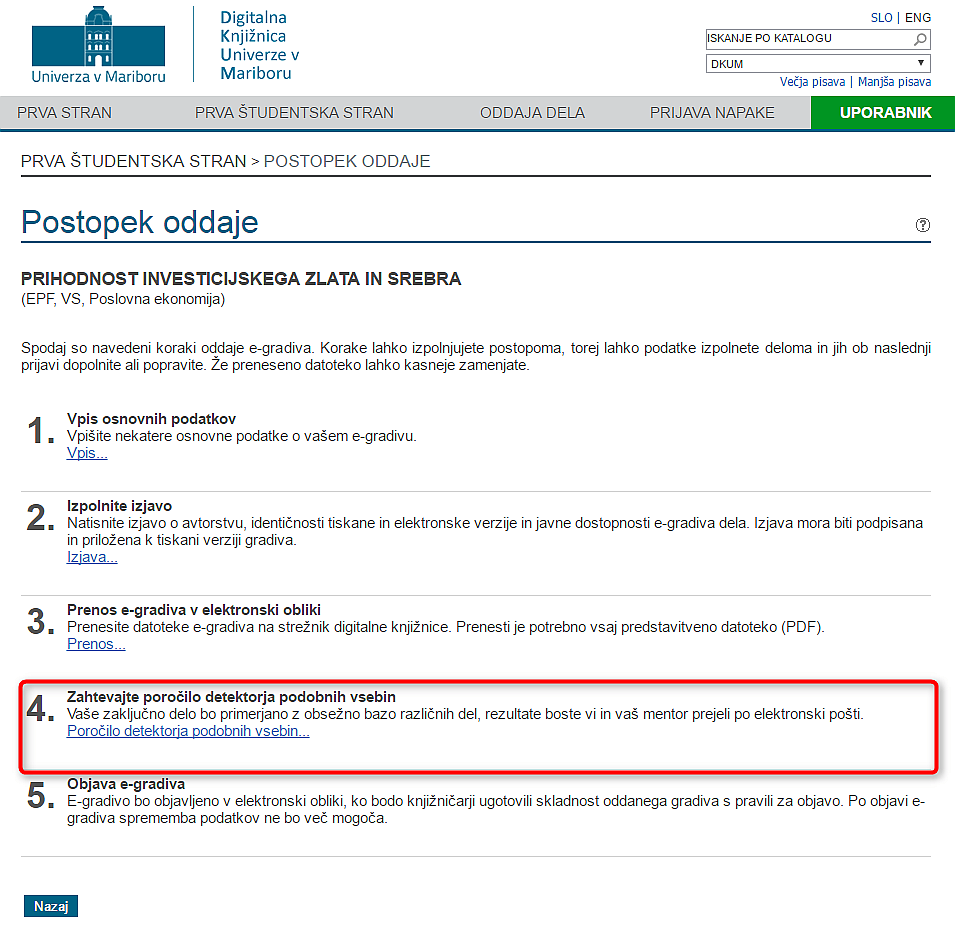 Univerza v Mariboru
Digitalna
Knjižnica
Univerze v
Mariboru
SLO | ENG
ISKANJE PO KATALOGU
DKUM
Večja pisava | Manjša pisava
PRVA STRAN PRVA ŠTUDENTSKA STRAN ODDAJA DELA PRIJAVA NAPAKE UPORABNIK
PRVA ŠTUDENTSKA STRAN > POSTOPEK ODDAJE
Postopek oddaje
?
PRIHODNOST INVESTICIJSKEGA ZLATA IN SREBRA
(EPF, VS, Poslovna ekonomija)
Spodaj so navedeni koraki oddaje e-gradiva. Korake lahko izpolnjujete postopoma, torej lahko podatke izpolnete deloma in jih ob naslednji
prijavi dopolnite ali popravite. Že preneseno datoteko lahko kasneje zamenjate.
1. Vpis osnovnih podatkov
Vpišite nekatere osnovne podatke o vašem e-gradivu.
Vpis...
2. Izpolnite izjavo
Natisnite izjavo o avtorstvu, identičnosti tiskane in elektronske verzije in javne dostopnosti e-gradiva dela. Izjava mora biti podpisana
in priložena k tiskani verziji gradiva.
Izjava...
3. Prenos e-gradiva v elektronski obliki
Prenesite datoteke e-gradiva na strežnik digitalne knjižnice. Prenesti je potrebno vsaj predstavitveno datoteko (PDF).
Prenos...
4. Zahtevajte poročilo detektorja podobnih vsebin
Vaše zaključno delo bo primerjano z obsežno bazo različnih del, rezultate boste vi in vaš mentor prejeli po elektronski pošti.
Poročilo detektorja podobnih vsebin...
5. Objava e-gradiva
E-gradivo bo objavljeno v elektronski obliki, ko bodo knjižničarji ugotovili skladnost oddanega gradiva s pravili za objavo. Po objavi e-
gradiva sprememba podatkov ne bo več mogoča.
Nazaj